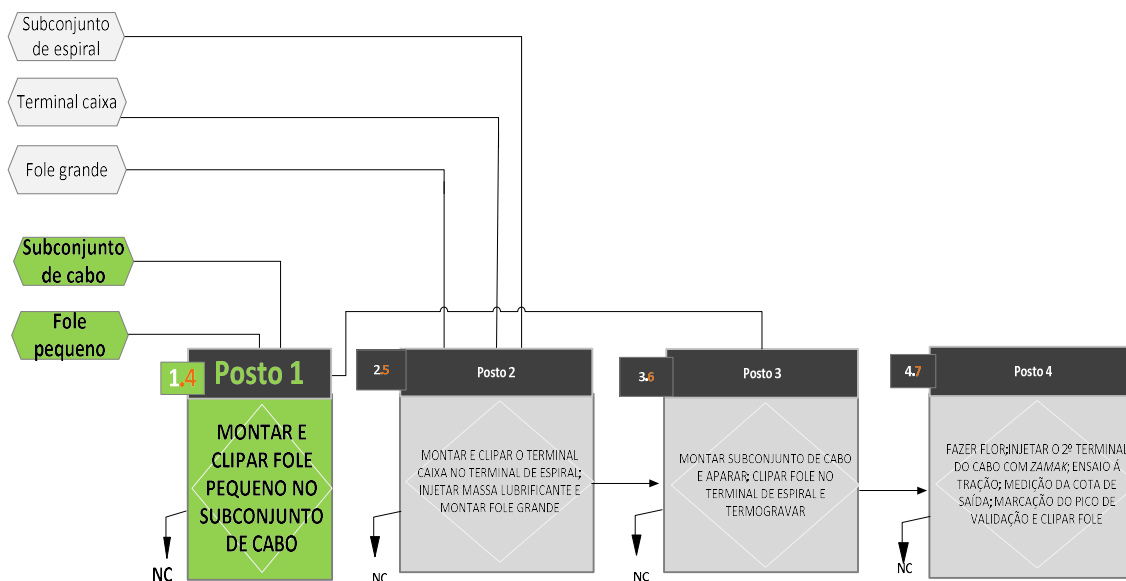 Subconjunto
de espiral
Terminal caixa
Fole grande
Subconjunto
de cabo
Fole
pequeno
1.4
Posto 1
MONTAR E
CLIPAR FOLE
PEQUENO NO
SUBCONJUNTO
DE CABO
NC
2.5
Posto 2
MONTAR E CLIPAR O TERMINAL
CAIXA NO TERMINAL DE ESPIRAL;
INJETAR MASSA LUBRIFICANTE E
MONTAR FOLE GRANDE
NC
3.6
Posto 3
MONTAR SUBCONJUNTO DE CABO
E APARAR; CLIPAR FOLE NO
TERMINAL DE ESPIRAL E
TERMOGRAVAR
NC
4.7
Posto 4
FAZER FLOR;INJETAR O 2º TERMINAL
DO CABO COM ZAMAK; ENSAIO Á
TRAÇÃO; MEDIÇÃO DA COTA DE
SAÍDA; MARCAÇÃO DO PICO DE
VALIDAÇÃO E CLIPAR FOLE
NC